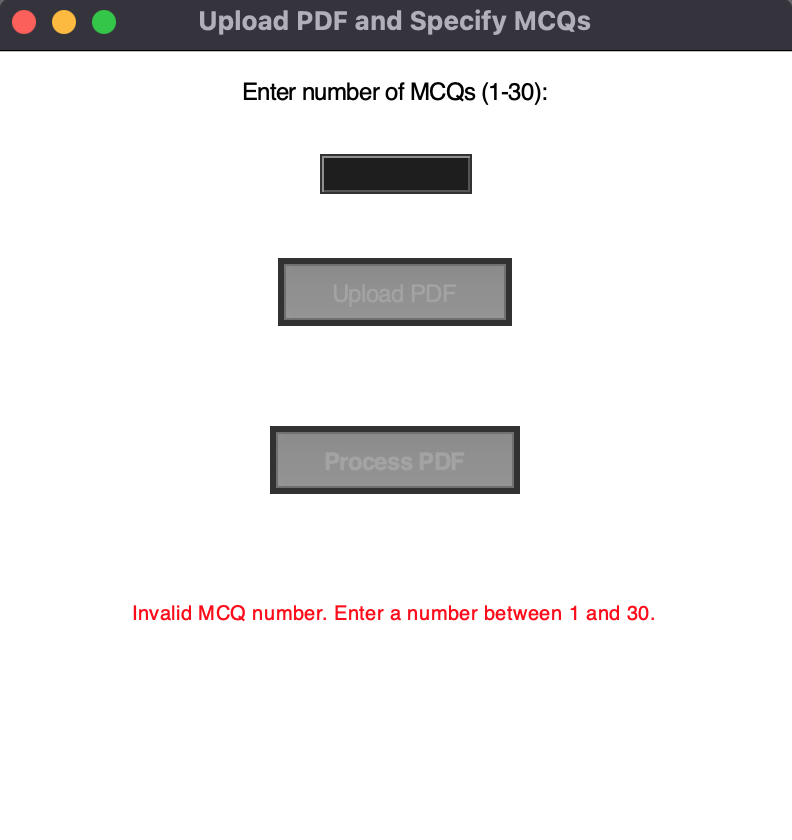 Upload PDF and Specify MCQs
Enter number of MCQs (1-30):
Upload PDF
Process PDF
Invalid MCQ number. Enter a number between 1 and 30.